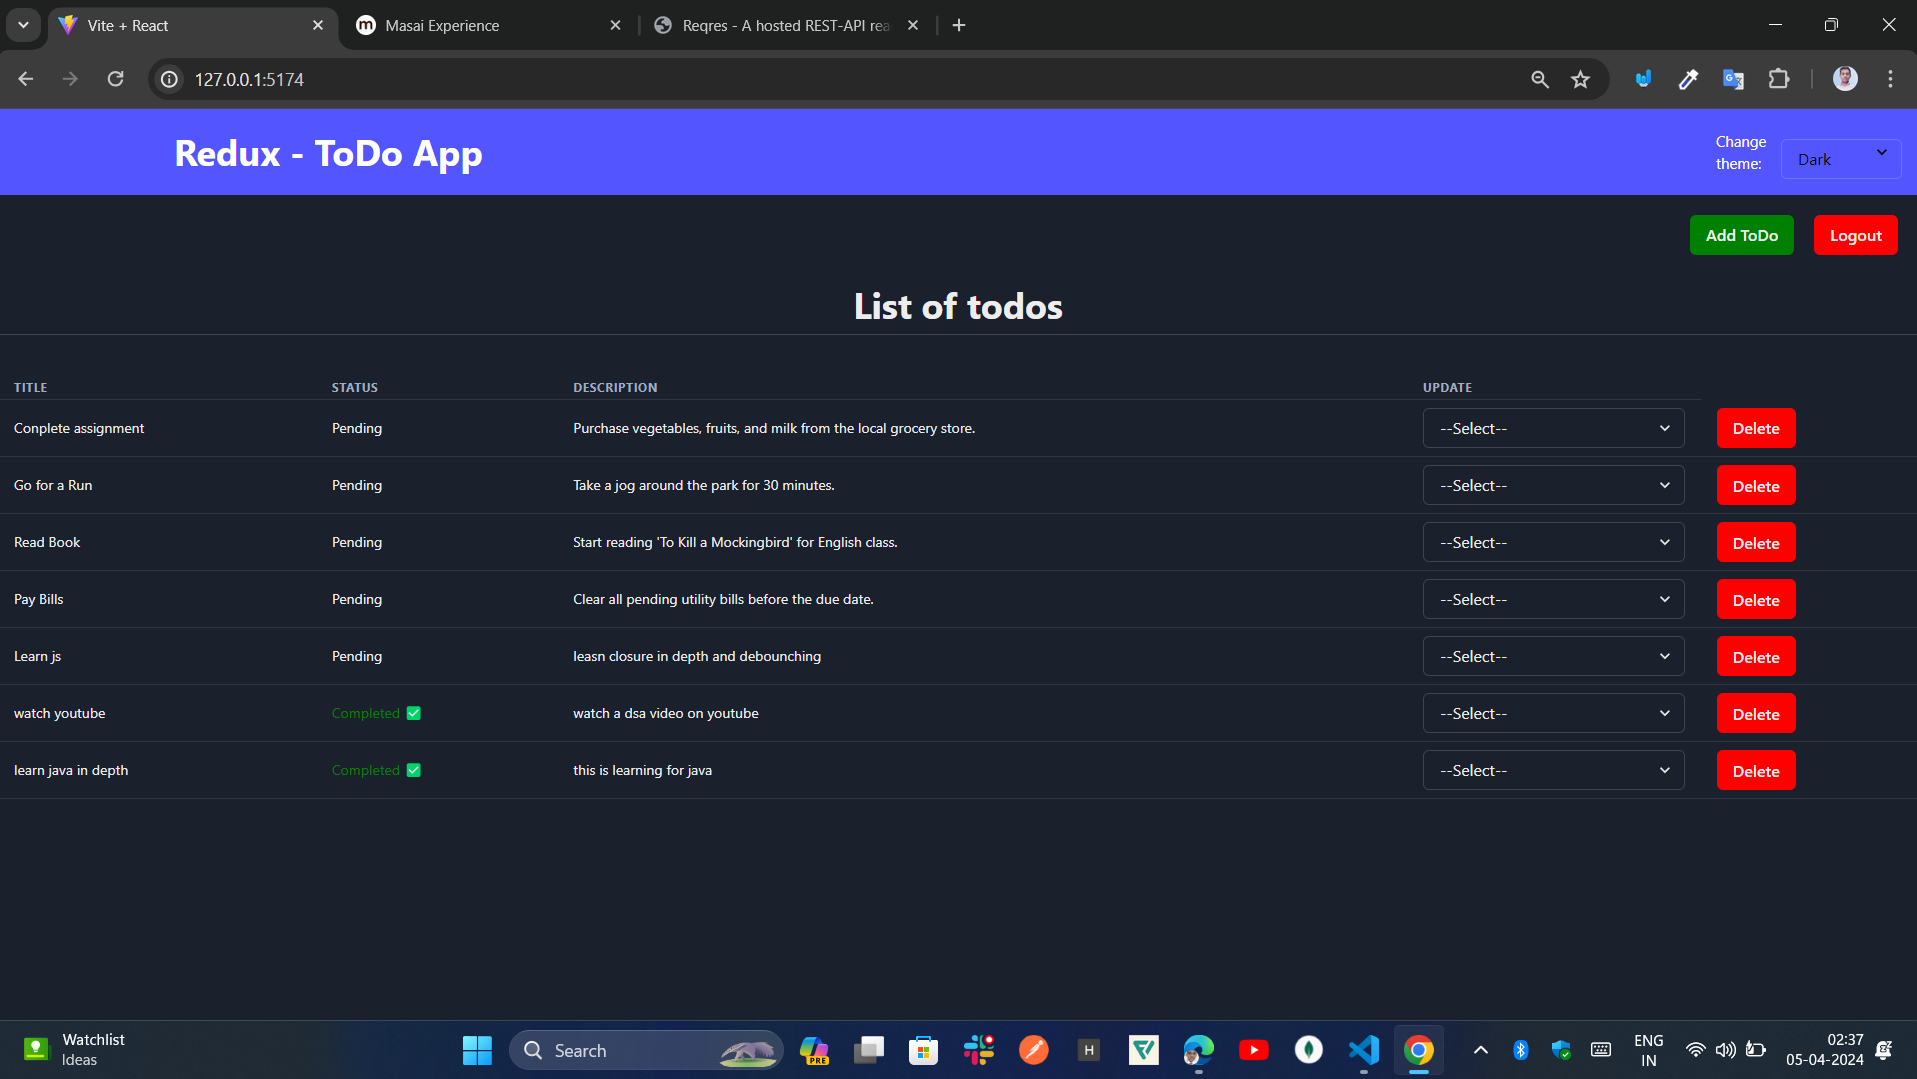 Vite + React
Masai Experience
Reqres - A hosted REST-API rea
127.0.0.1:5174
Redux - ToDo App
Change theme:
Dark
Add ToDo
Logout
List of todos
TITLE STATUS DESCRIPTION UPDATE
Conplete assignment Pending Purchase vegetables, fruits, and milk from the local grocery store. --Select-- Delete
Go for a Run Pending Take a jog around the park for 30 minutes. --Select-- Delete
Read Book Pending Start reading 'To Kill a Mockingbird' for English class. --Select-- Delete
Pay Bills Pending Clear all pending utility bills before the due date. --Select-- Delete
Learn js Pending leasn closure in depth and debounching --Select-- Delete
watch youtube Completed ✅ watch a dsa video on youtube --Select-- Delete
learn java in depth Completed ✅ this is learning for java --Select-- Delete
Watchlist
Ideas
Search
PRE
H
ENG
IN
02:37
05-04-2024